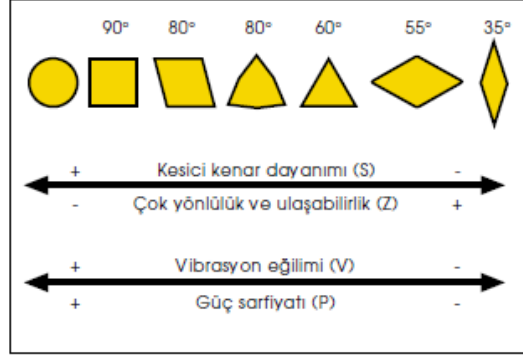 90° 80° 80° 60° 55° 35°
+ Kesici kenar dayanımı (S) -
- Çok yönlülük ve ulaşabilirlik (Z) +
+ Vibrasyon eğilimi (V) -
+ Güç sarfiyatı (P) -